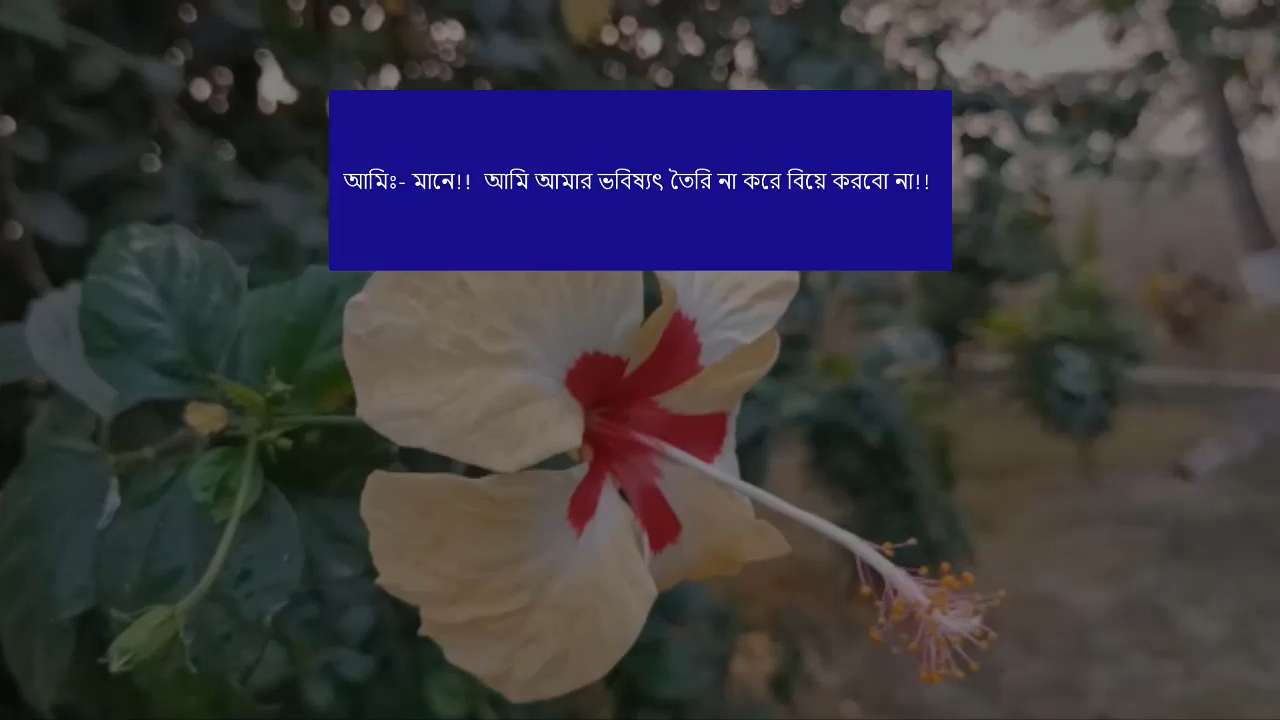 আমিঃ- মানে!!  আমি আমার ভবিষ্যৎ তৈরি না করে বিয়ে করবো না!!